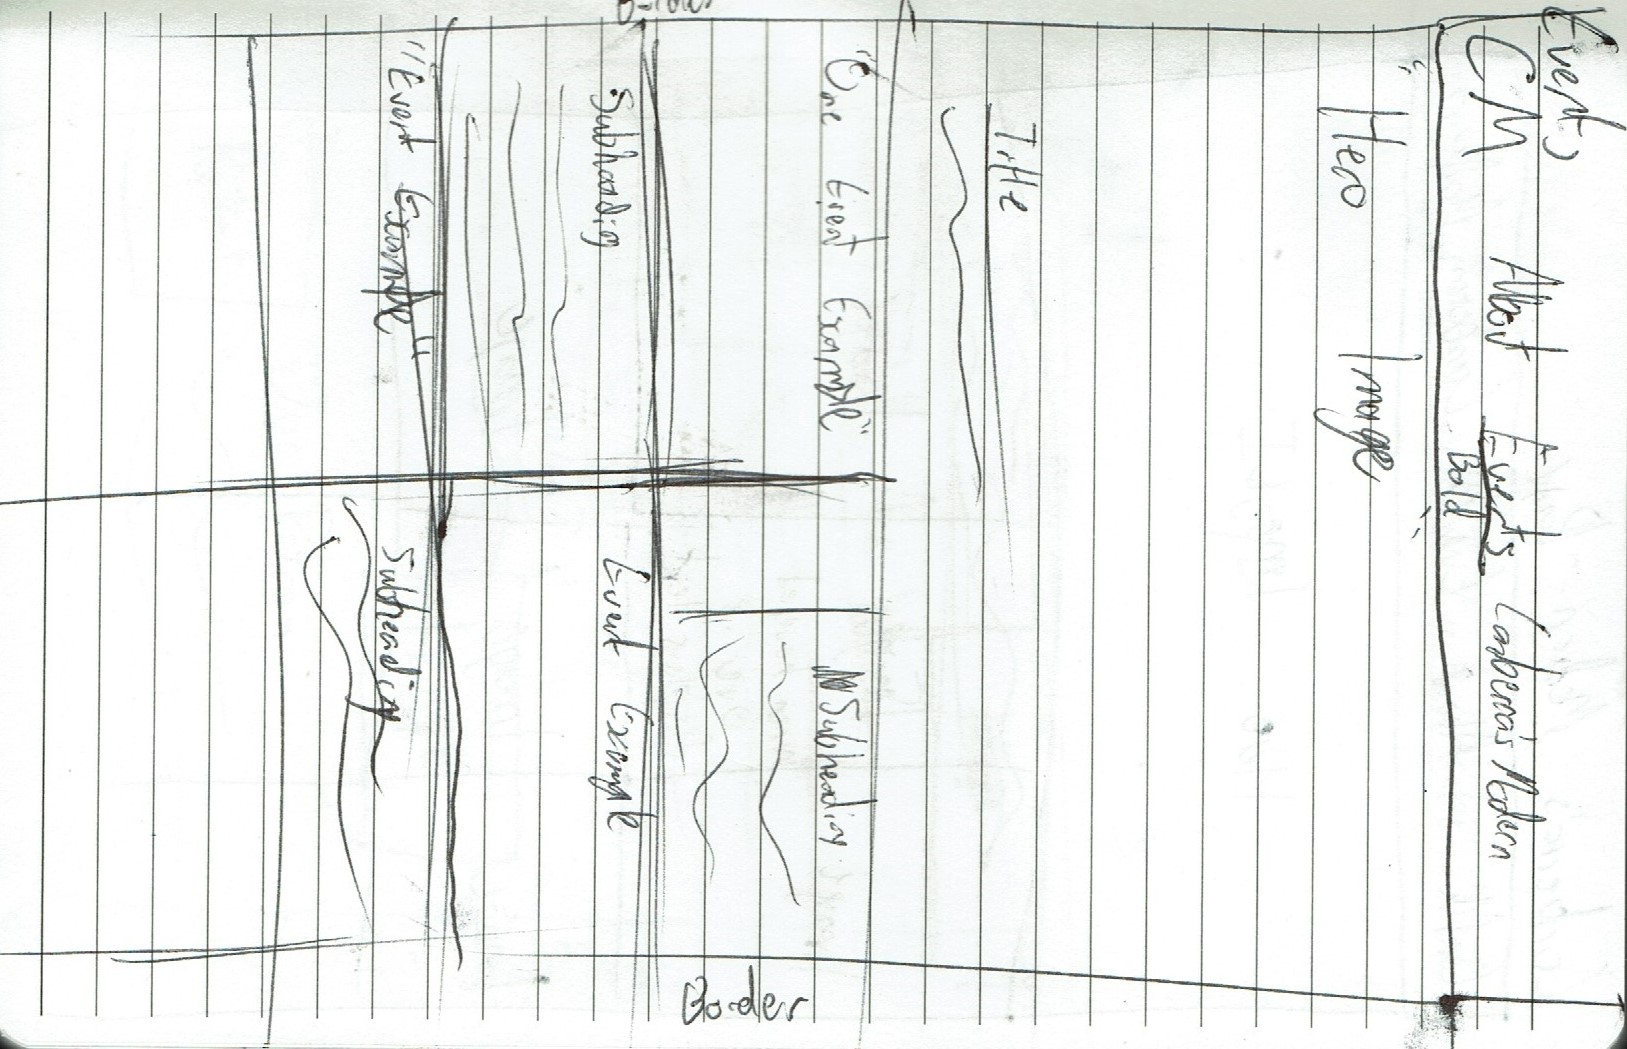 Events
CM About Events Canberra's Modern
Bold
"Hero Image"
Title
"One Event Example" Subheading
Border
Border
Subheading Event Example
"Event Example" Subheading